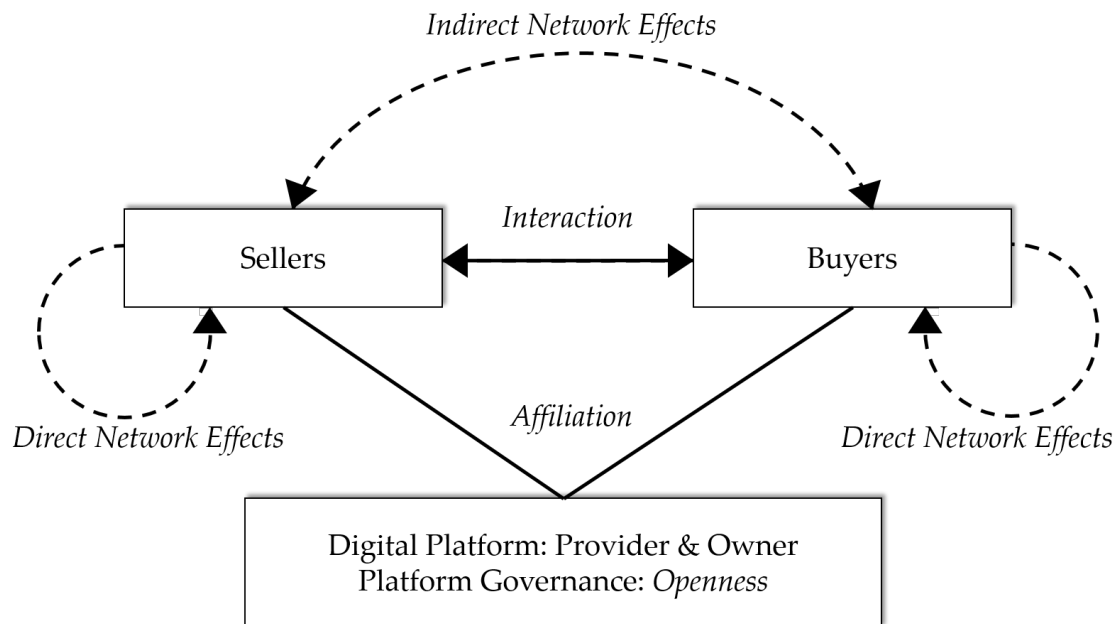 Indirect Network Effects
Interaction
Sellers
Buyers
Affiliation
Direct Network Effects
Direct Network Effects
Digital Platform: Provider & Owner
Platform Governance: Openness